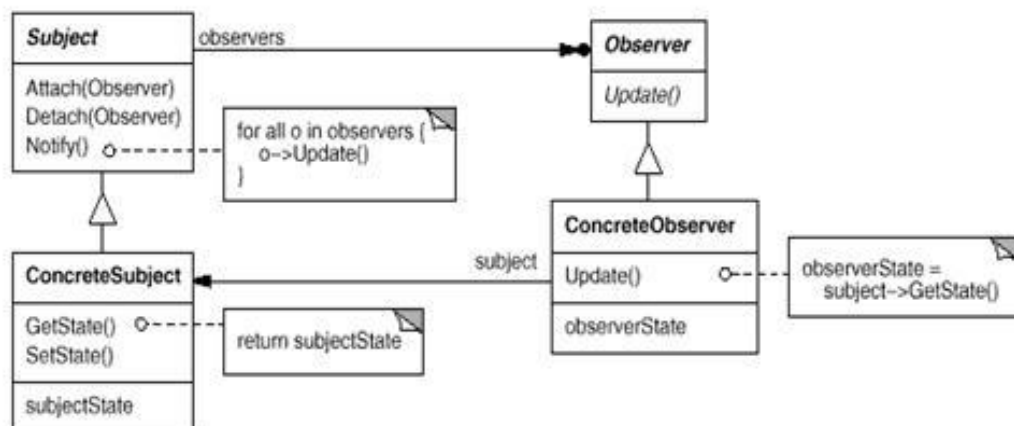 Subject
observers
Observer
Attach(Observer)
Detach(Observer)
Notify()
for all o in observers {
o->Update()
}
Update()
ConcreteObserver
Update()
observerState
observerState =
subject->GetState()
subject
ConcreteSubject
GetState()
SetState()
subjectState
return subjectState